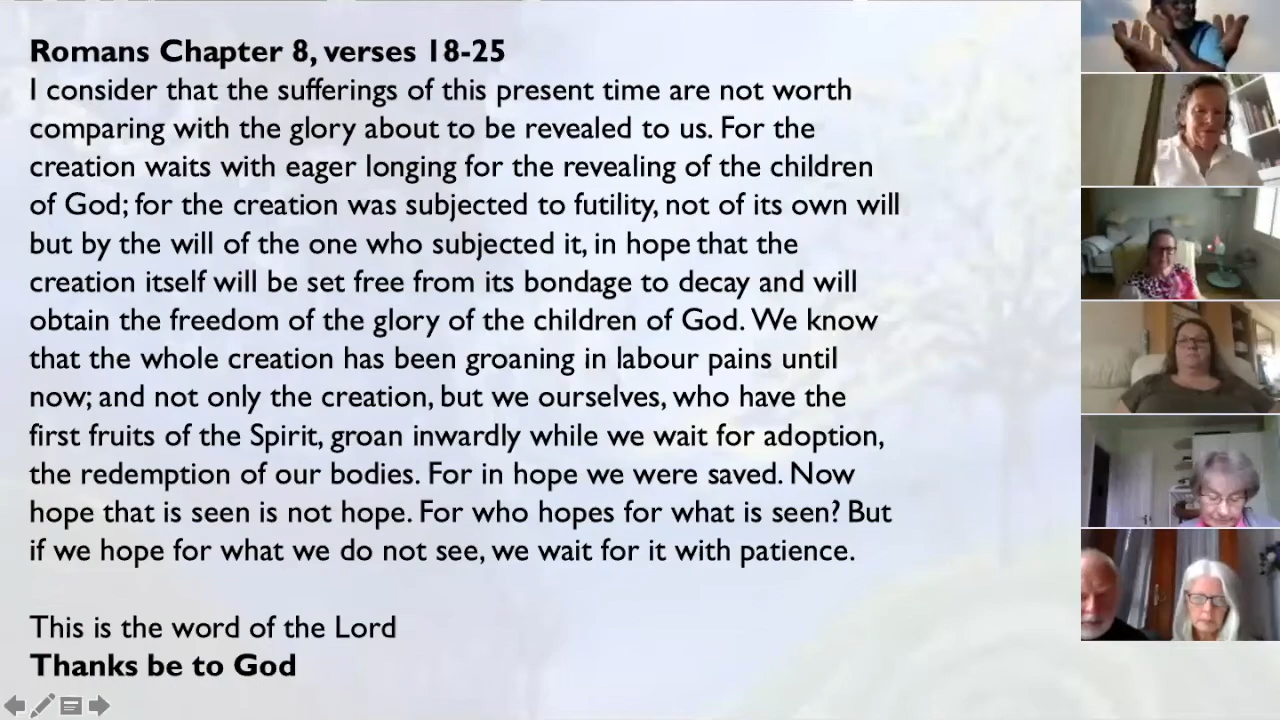 Romans Chapter 8, verses 18-25
I consider that the sufferings of this present time are not worth
comparing with the glory about to be revealed to us. For the
creation waits with eager longing for the revealing of the children
of God; for the creation was subjected to futility, not of its own will
but by the will of the one who subjected it, in hope that the
creation itself will be set free from its bondage to decay and will
obtain the freedom of the glory of the children of God. We know
that the whole creation has been groaning in labour pains until
now; and not only the creation, but we ourselves, who have the
first fruits of the Spirit, groan inwardly while we wait for adoption,
the redemption of our bodies. For in hope we were saved. Now
hope that is seen is not hope. For who hopes for what is seen? But
if we hope for what we do not see, we wait for it with patience.
This is the word of the Lord
Thanks be to God